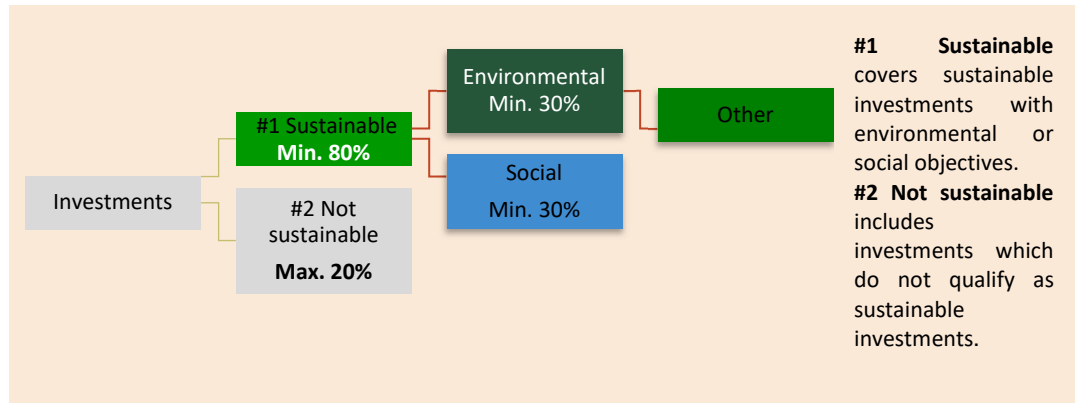 Investments
#1 Sustainable
Min. 80%
#2 Not
sustainable
Max. 20%
Environmental
Min. 30%
Social
Min. 30%
Other
#1 Sustainable
covers sustainable
investments with
environmental or
social objectives.
#2 Not sustainable
includes
investments which
do not qualify as
sustainable
investments.